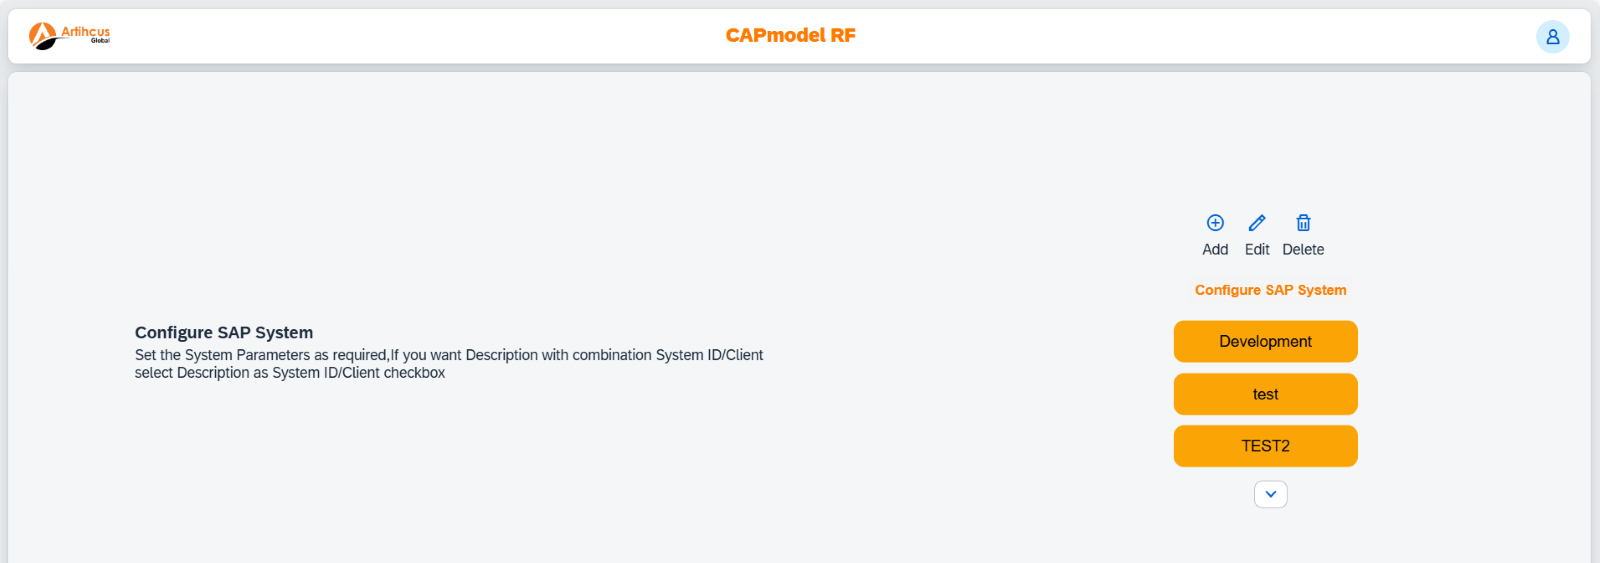 Artihcus
Global
CAPmodel RF
Add Edit Delete
Configure SAP System
Configure SAP System
Set the System Parameters as required,If you want Description with combination System ID/Client
select Description as System ID/Client checkbox
Development
test
TEST2